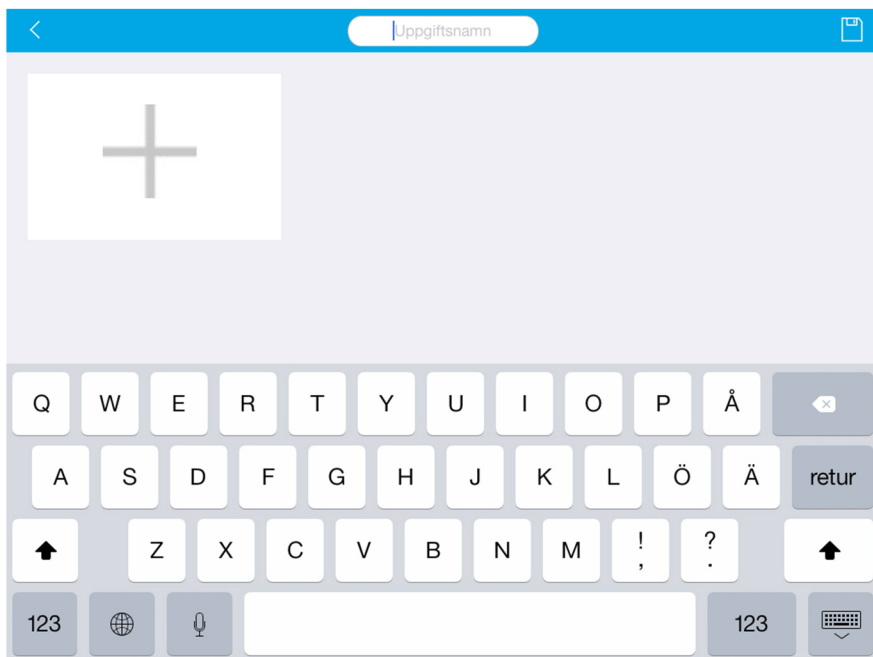 Uppgiftsnamn
Q W E R T Y U I O P Å
A S D F G H J K L Ö Ä retur
Z X C V B N M ! , ? .
123 123